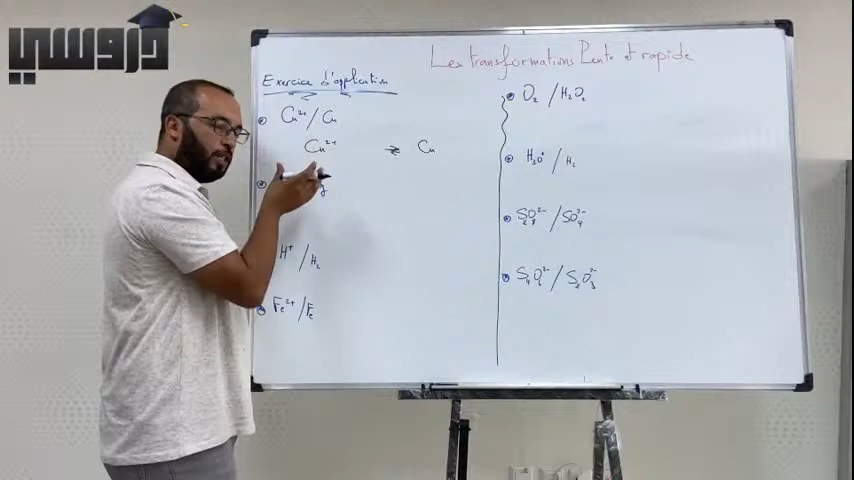 دروسي
Les transformations Lente et rapide
Exercice d'application
Cu²⁺/Cu
Cu²⁺ ⇌ Cu
H⁺/H₂
Fe²⁺/Fe
O₂/H₂O₂
H₃O⁺/H₂
S₂O₈²⁻/SO₄²⁻
S₄O₆²⁻/S₂O₃²⁻